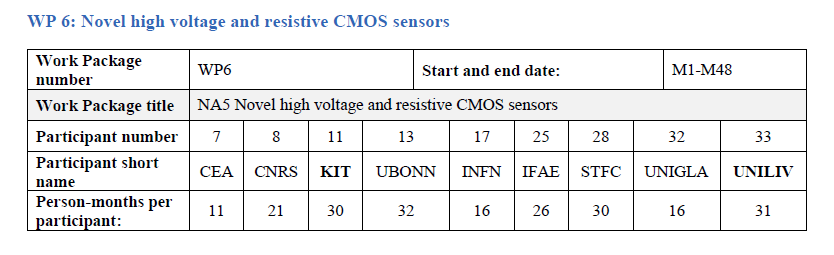 WP 6: Novel high voltage and resistive CMOS sensors
Work Package number WP6 Start and end date: M1-M48
Work Package title NA5 Novel high voltage and resistive CMOS sensors
Participant number 7 8 11 13 17 25 28 32 33
Participant short name CEA CNRS KIT UBONN INFN IFAE STFC UNIGLA UNILIV
Person-months per participant: 11 21 30 32 16 26 30 16 31